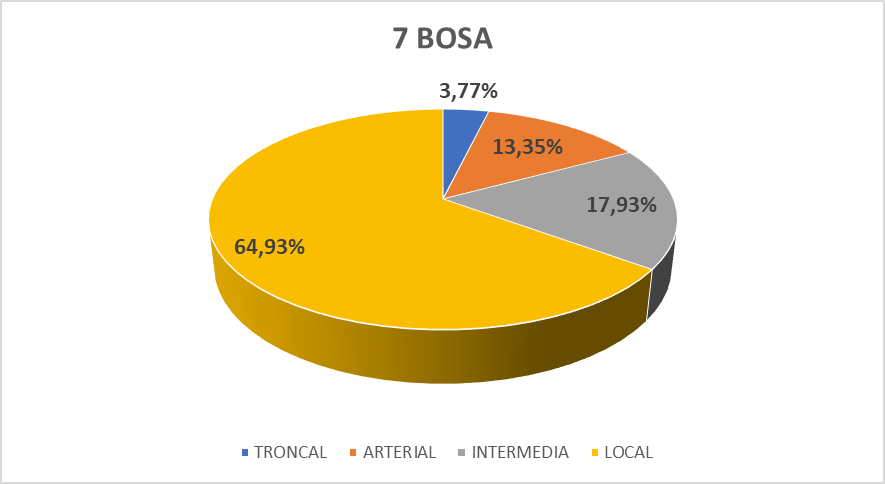 7 BOSA
3,77%
13,35%
17,93%
64,93%
TRONCAL ARTERIAL INTERMEDIA LOCAL